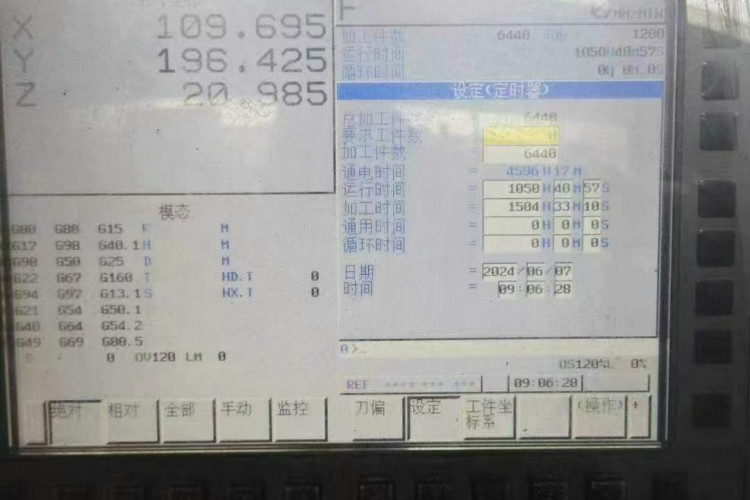 X 109.695
Y 196.425
Z 20.985
F MM/MIN
加工件数 6440 JOG F 1200
运行时间 1050H40M57S
循环时间 0H 0M 0S
设定(定时器)
总加工件数 = 6440
要求工件数 = 0
加工件数 = 6440
通电时间 = 4596 H 17 M
运行时间 = 1050 H 40 M 57 S
加工时间 = 1504 H 33 M 10 S
通用时间 = 0 H 0 M 0 S
循环时间 = 0 H 0 M 0 S
日期 = 2024/06/07
时间 = 09:06:28
模态
G00 G80 G15 F M
G17 G98 G40.1 H M
G90 G50 G25 D M
G22 G67 G160 T HD.T 0
G94 G97 G13.1 S NX.T 0
G21 G54 G50.1
G40 G64 G54.2
G49 G69 G80.5
S 0 OV120 LM 0
A>_
OS120%L 0%
REF **** *** *** 09:06:28
绝对 相对 全部 手动 监控 刀偏 设定 工件坐标系 (操作) +